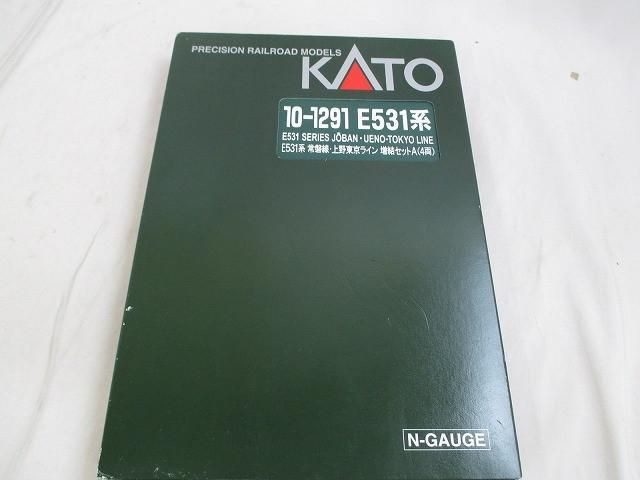 PRECISION RAILROAD MODELS
KATO
10-1291 E531系
E531 SERIES JŌBAN・UENO-TOKYO LINE
E531系 常磐線・上野東京ライン 増結セットA(4両)
N-GAUGE